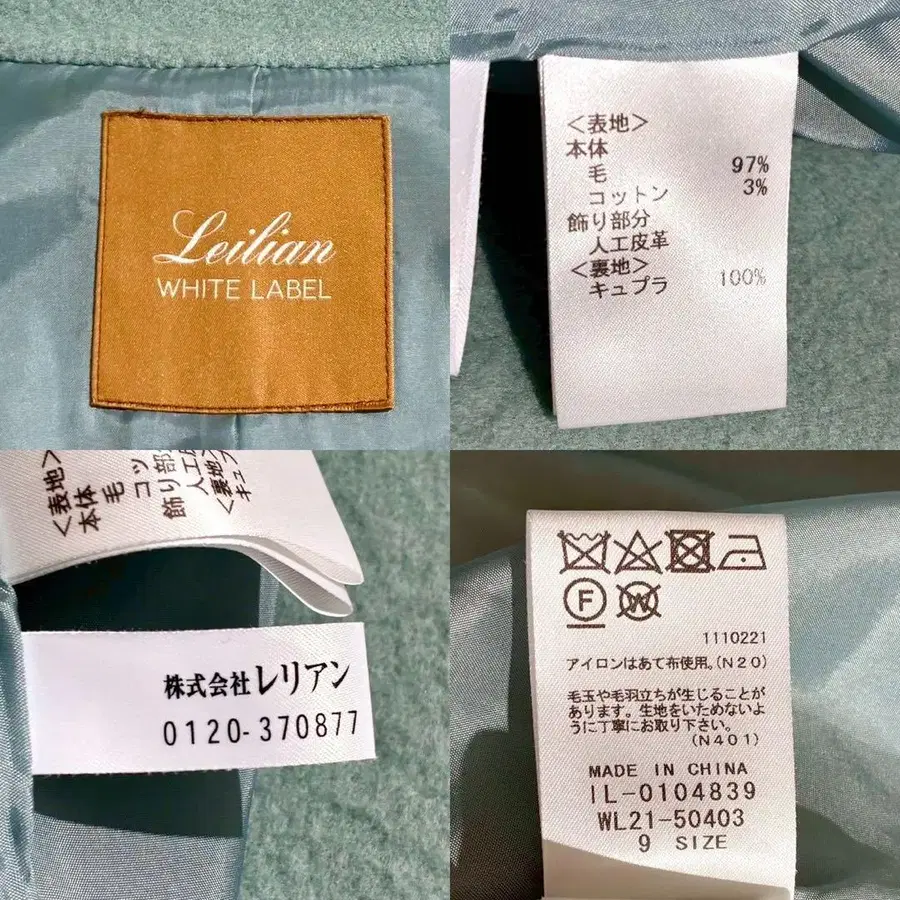 Leilian
WHITE LABEL
<表地>
本体
毛 97%
コットン 3%
飾り部分
人工皮革
<裏地>
キュプラ 100%
<表地>
本体
毛
コッ
飾り部分
人工皮
<裏地
キュ
株式会社レリアン
0120-370877
F
W
1110221
アイロンはあて布使用。(N20)
毛玉や毛羽立ちが生じることが
あります。生地をいためないよ
うに丁寧にお取り下さい。
(N401)
MADE IN CHINA
IL-0104839
WL21-50403
9 SIZE